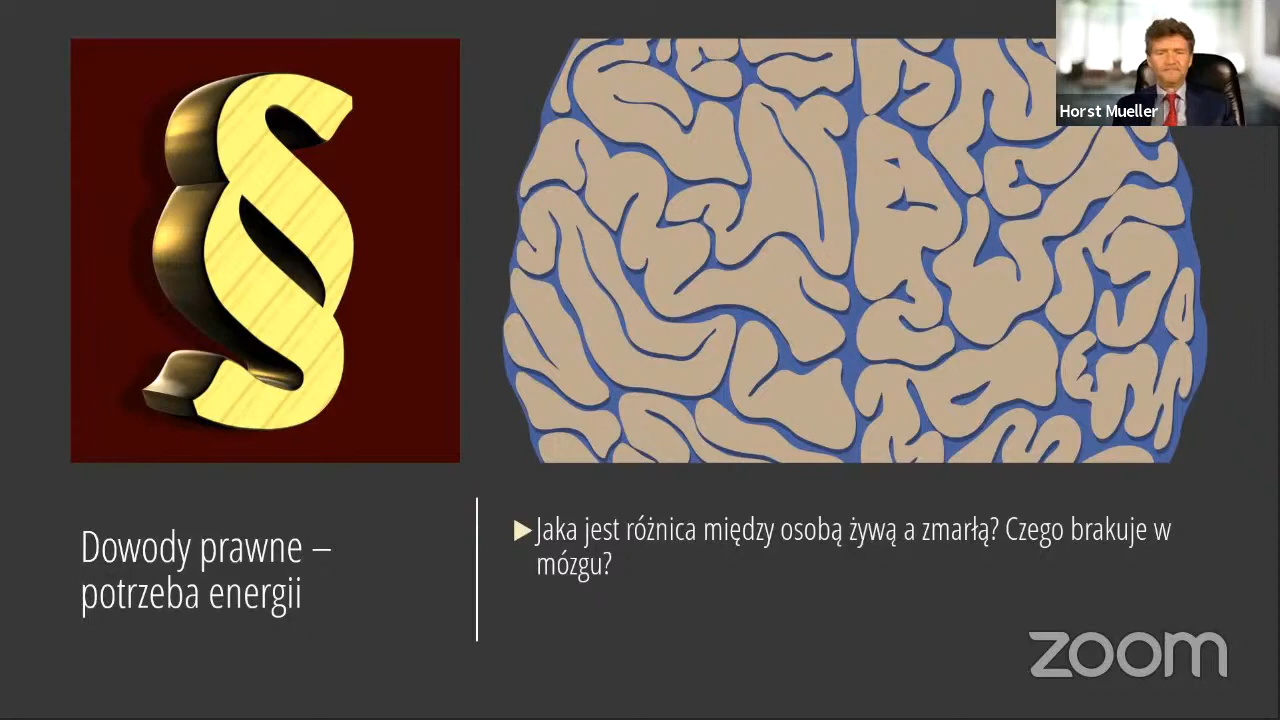 Horst Mueller
§
Dowody prawne –
potrzeba energii
Jaka jest różnica między osobą żywą a zmarłą? Czego brakuje w
mózgu?
zoom